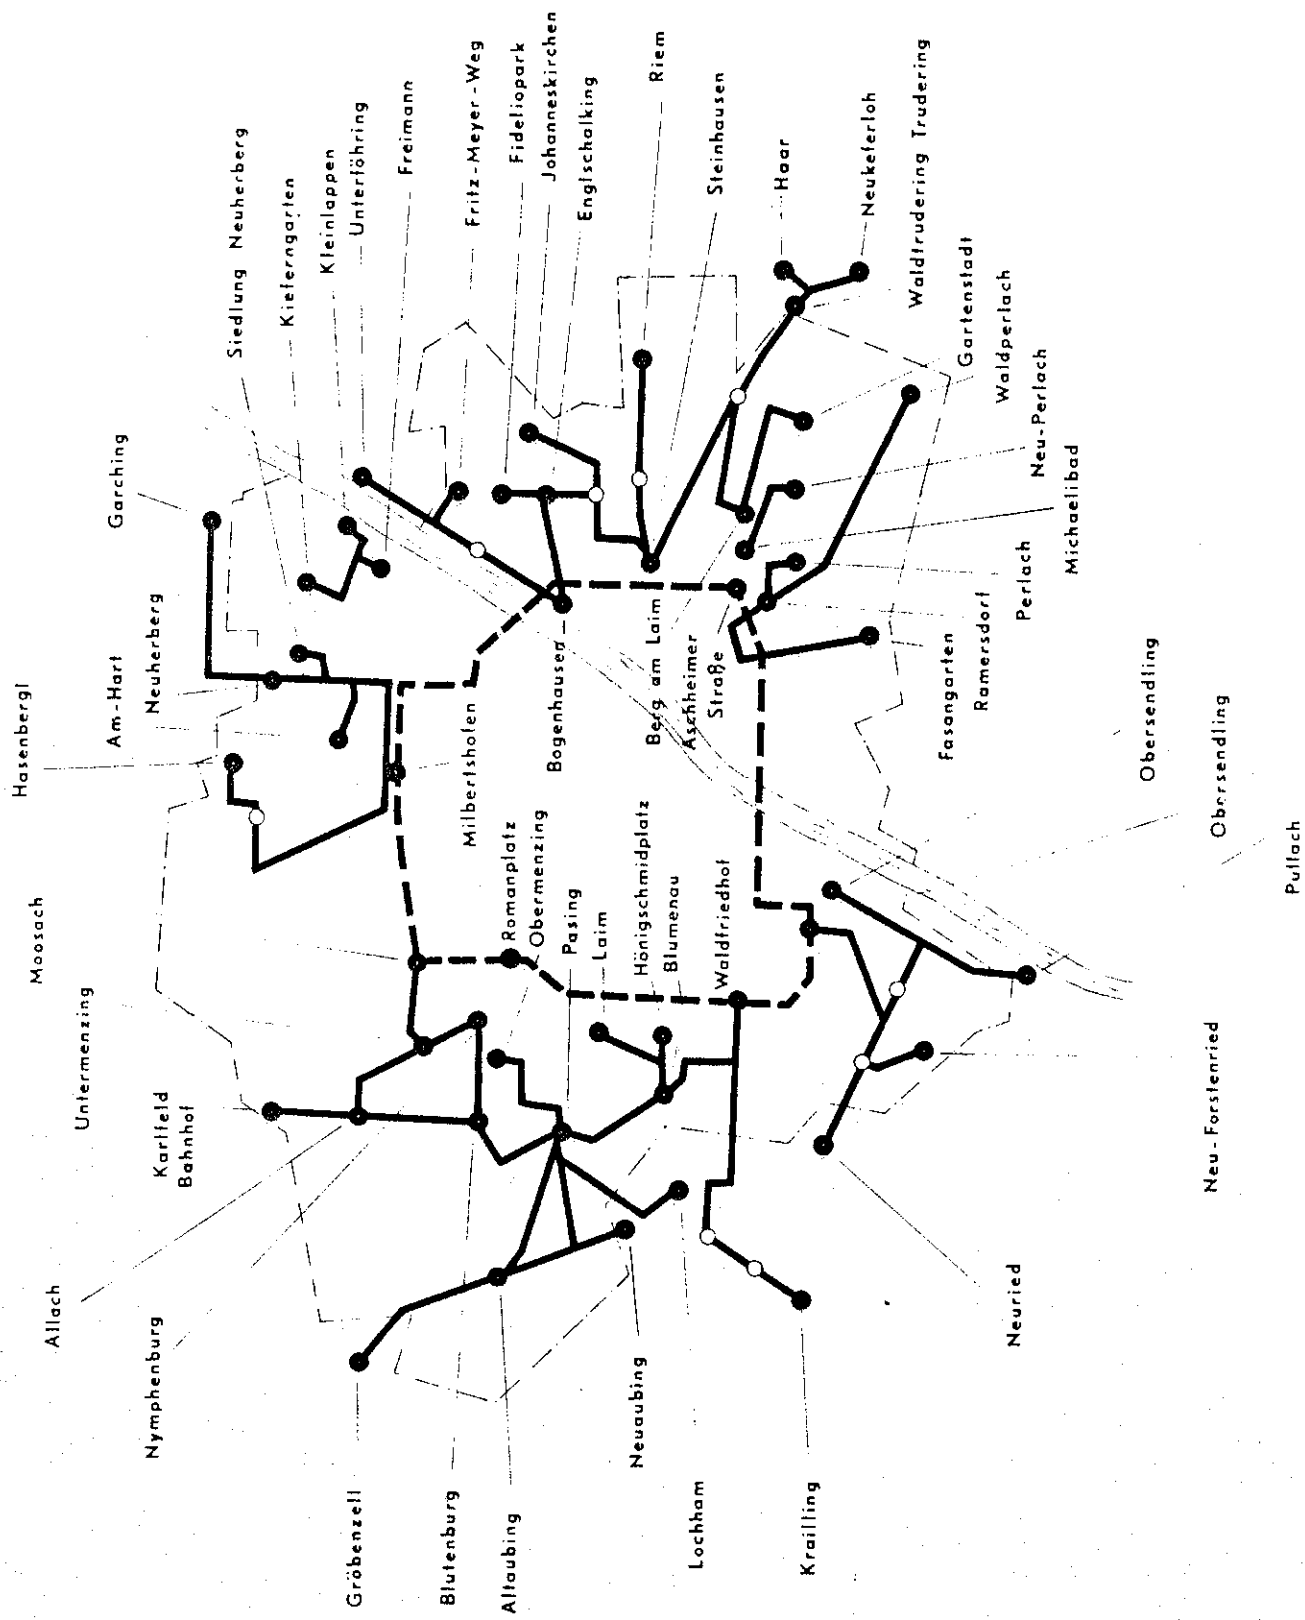 Hasenbergl
Am-Hart
Neuherberg
Garching
Siedlung Neuherberg
Kieferngarten
Kleinlappen
Unterföhring
Freimann
Fritz-Meyer-Weg
Fideliopark
Johanneskirchen
Englschalking
Riem
Steinhausen
Haar
Neukeferloh
Waldtrudering Trudering
Gartenstadt
Waldperlach
Neu-Perlach
Michaelibad
Perlach
Ramersdorf
Fasangarten
Berg am Laim
Aschheimer
Straße
Bogenhausen
Milbertshofen
Moosach
Untermenzing
Karlfeld
Bahnhof
Allach
Nymphenburg
Gröbenzell
Blutenburg
Altaubing
Neuaubing
Lochham
Krailling
Romanplatz
Obermenzing
Pasing
Laim
Hönigschmidplatz
Blumenau
Waldfriedhof
Obersendling
Obersendling
Pullach
Neu-Forstenried
Neuried